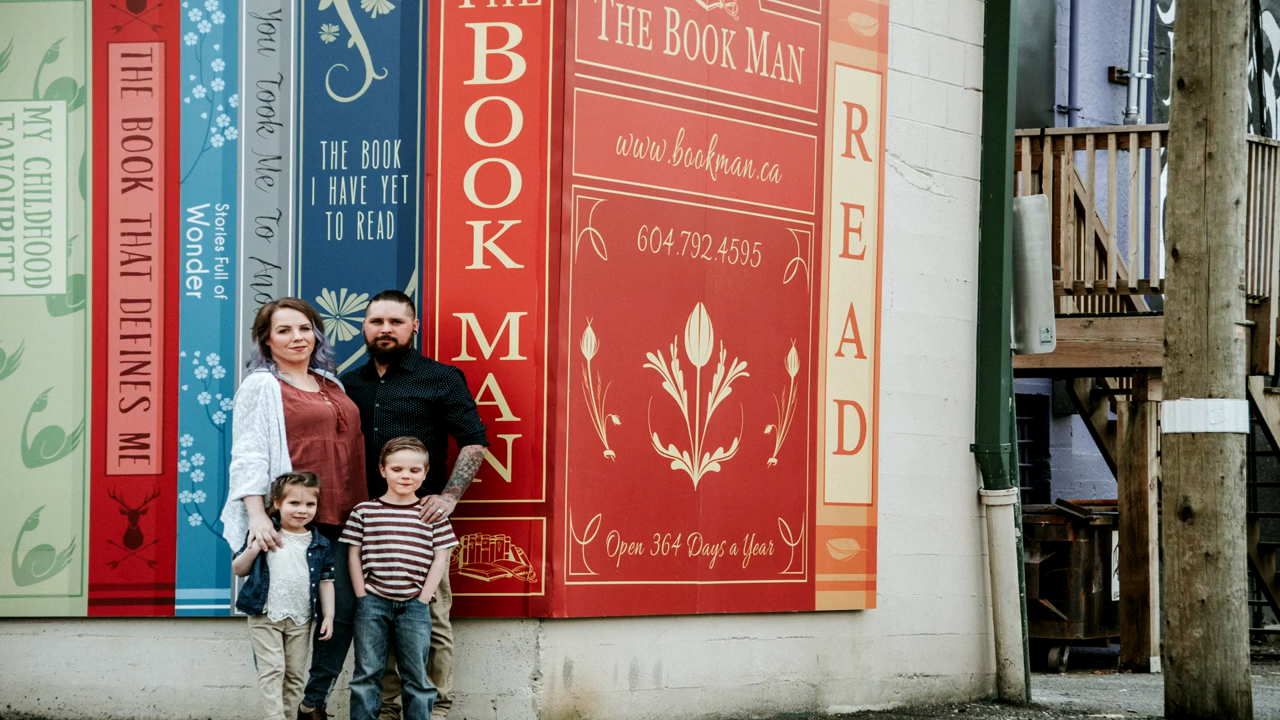 MY CHILDHOOD
FAVOURITE
THE BOOK THAT DEFINES ME
Stories Full of
Wonder
You Took Me To
THE BOOK
I HAVE YET
TO READ
THE
BOOK
MAN
THE BOOK MAN
www.bookman.ca
604.792.4595
Open 364 Days a Year
READ